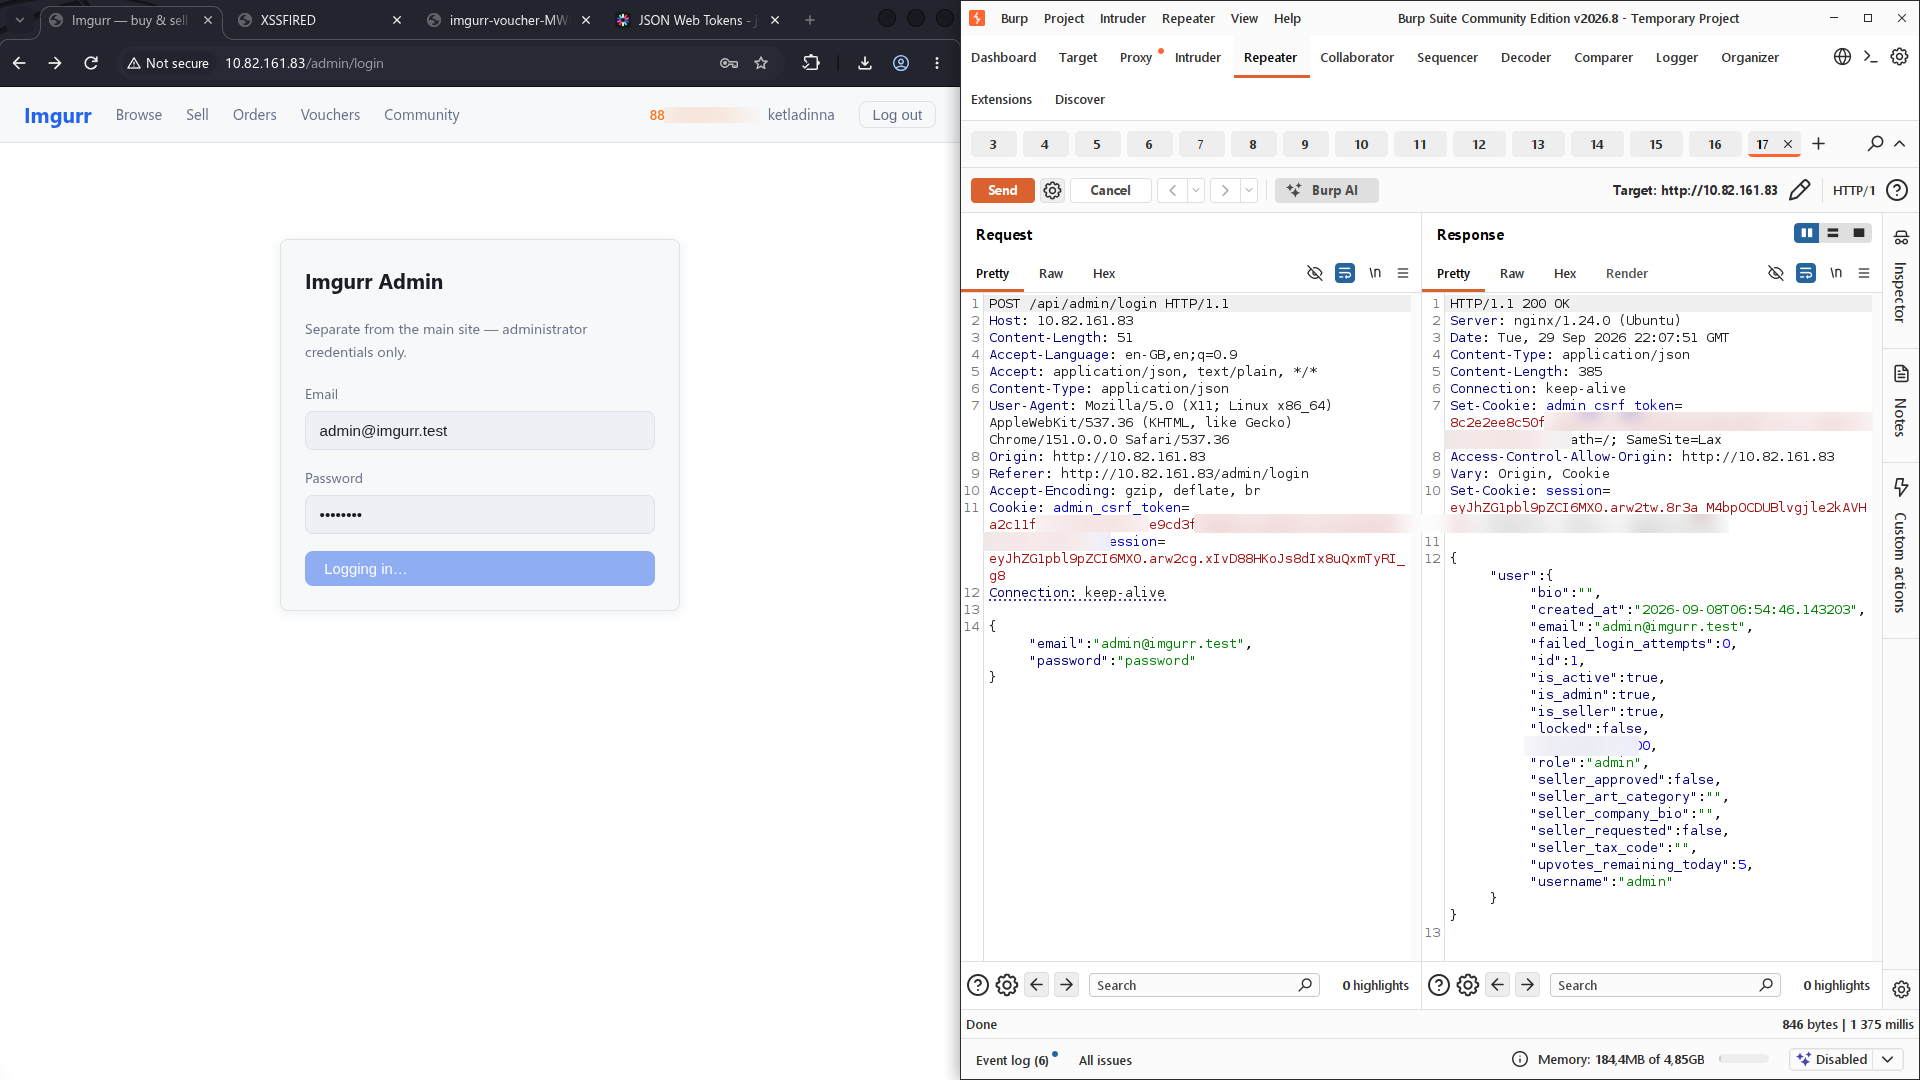 Imgurr — buy & sell
XSSFIRED
imgurr-voucher-MW
JSON Web Tokens - j
Not secure
10.82.161.83/admin/login
Imgurr
Browse
Sell
Orders
Vouchers
Community
88
ketladinna
Log out
Imgurr Admin
Separate from the main site — administrator
credentials only.
Email
admin@imgurr.test
Password
••••••••
Logging in…
Burp
Project
Intruder
Repeater
View
Help
Burp Suite Community Edition v2026.8 - Temporary Project
Dashboard
Target
Proxy
Intruder
Repeater
Collaborator
Sequencer
Decoder
Comparer
Logger
Organizer
Extensions
Discover
3
4
5
6
7
8
9
10
11
12
13
14
15
16
17
Send
Cancel
Burp AI
Target: http://10.82.161.83
HTTP/1
Request
Pretty
Raw
Hex
\n
1 POST /api/admin/login HTTP/1.1
2 Host: 10.82.161.83
3 Content-Length: 51
4 Accept-Language: en-GB,en;q=0.9
5 Accept: application/json, text/plain, */*
6 Content-Type: application/json
7 User-Agent: Mozilla/5.0 (X11; Linux x86_64)
AppleWebKit/537.36 (KHTML, like Gecko)
Chrome/151.0.0.0 Safari/537.36
8 Origin: http://10.82.161.83
9 Referer: http://10.82.161.83/admin/login
10 Accept-Encoding: gzip, deflate, br
11 Cookie: admin_csrf_token=
a2c11f e9cd3f
ession=
eyJhZG1pbl9pZCI6MX0.arw2cg.xIvD88HKoJs8dIx8uQxmTyRI_
g8
12 Connection: keep-alive
13
14 {
"email":"admin@imgurr.test",
"password":"password"
}
Response
Pretty
Raw
Hex
Render
\n
1 HTTP/1.1 200 OK
2 Server: nginx/1.24.0 (Ubuntu)
3 Date: Tue, 29 Sep 2026 22:07:51 GMT
4 Content-Type: application/json
5 Content-Length: 385
6 Connection: keep-alive
7 Set-Cookie: admin_csrf_token=
8c2e2ee8c50f
ath=/; SameSite=Lax
8 Access-Control-Allow-Origin: http://10.82.161.83
9 Vary: Origin, Cookie
10 Set-Cookie: session=
eyJhZG1pbl9pZCI6MX0.arw2tw.8r3a_M4bpOCDUBlvgjle2kAVH
11
12 {
"user":{
"bio":"",
"created_at":"2026-09-08T06:54:46.143203",
"email":"admin@imgurr.test",
"failed_login_attempts":0,
"id":1,
"is_active":true,
"is_admin":true,
"is_seller":true,
"locked":false,
00,
"role":"admin",
"seller_approved":false,
"seller_art_category":"",
"seller_company_bio":"",
"seller_requested":false,
"seller_tax_code":"",
"upvotes_remaining_today":5,
"username":"admin"
}
}
13
Inspector
Notes
Custom actions
Search
0 highlights
Search
0 highlights
Done
846 bytes | 1 375 millis
Event log (6)
All issues
Memory: 184,4MB of 4,85GB
Disabled